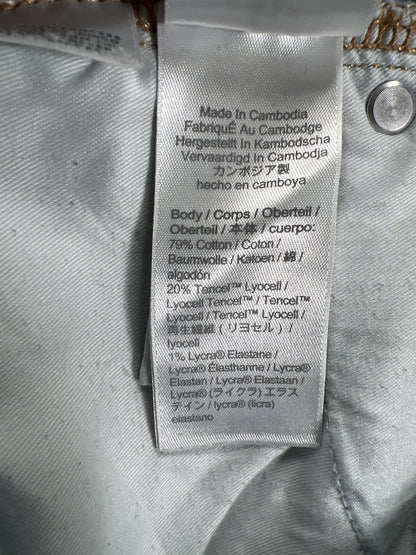 Made In Cambodia
FabriquÉ Au Cambodge
Hergestellt In Kambodscha
Vervaardigd In Cambodja
カンボジア製
hecho en camboya
Body / Corps / Oberteil /
Oberteil / 本体 / cuerpo:
79% Cotton / Coton /
Baumwolle / Katoen / 綿 /
algodón
20% Tencel™ Lyocell /
Lyocell Tencel™ / Tencel™
Lyocell / Tencel™ Lyocell /
再生繊維 (リヨセル) /
lyocell
1% Lycra® Elastane /
Lycra® Élasthanne / Lycra®
Elastan / Lycra® Elastaan /
Lycra® (ライクラ) エラス
テイン / lycra® (licra)
elastano